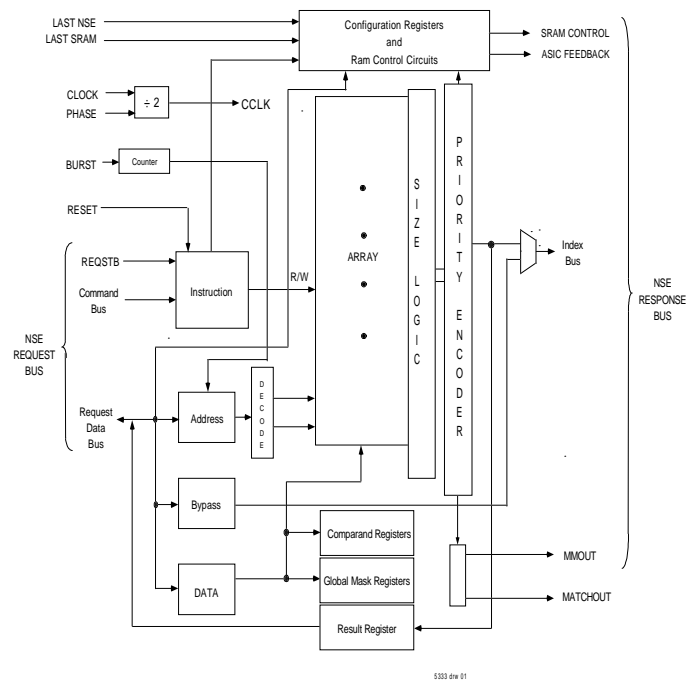 LAST NSE
LAST SRAM
Configuration Registers
and
Ram Control Circuits
SRAM CONTROL
ASIC FEEDBACK
CLOCK
PHASE
÷ 2
CCLK
BURST
Counter
RESET
REQSTB
Command
Bus
Instruction
R/W
ARRAY
SIZE LOGIC
PRIORITY ENCODER
Index
Bus
NSE
RESPONSE
BUS
NSE
REQUEST
BUS
Request
Data
Bus
Address
DECODE
Bypass
DATA
Comparand Registers
Global Mask Registers
Result Register
MMOUT
MATCHOUT
5333 drw 01